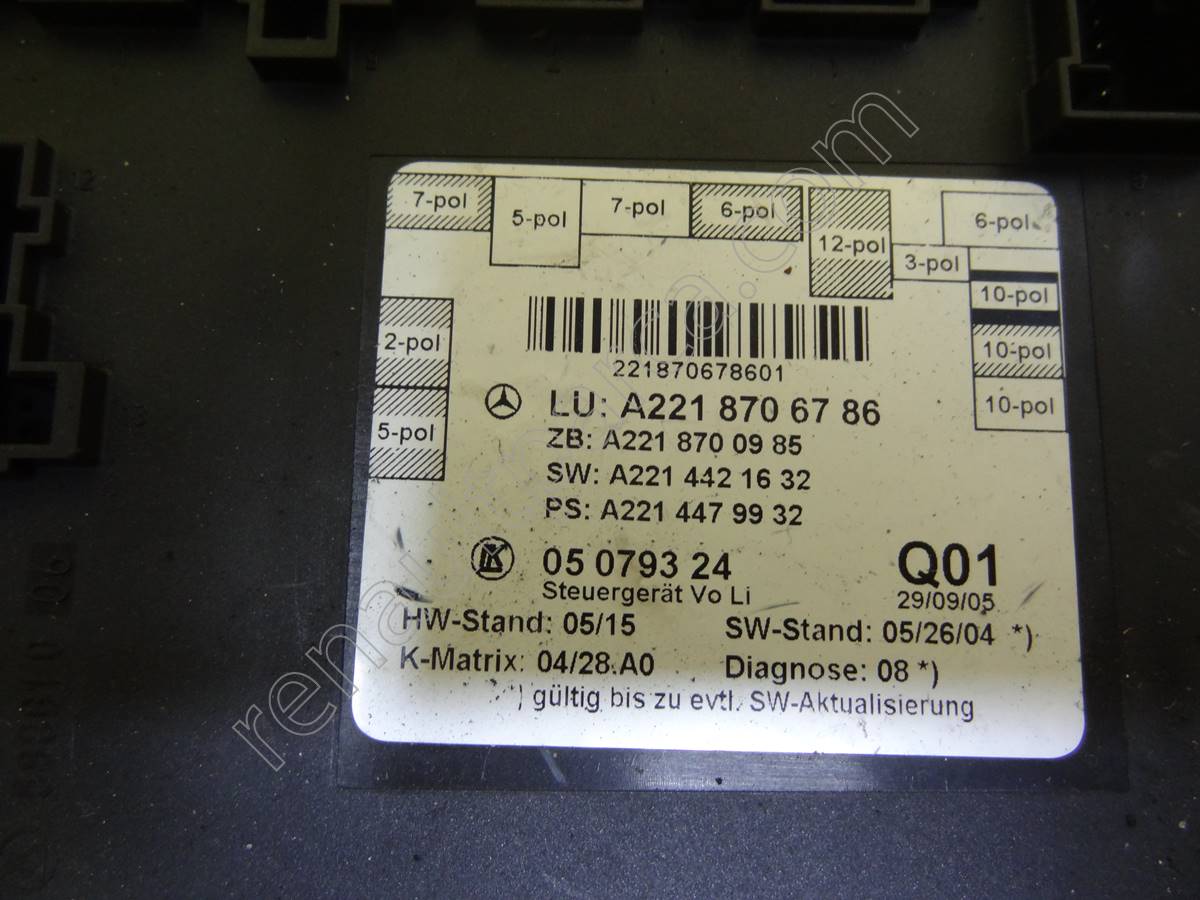 7-pol
5-pol
7-pol
6-pol
12-pol
3-pol
6-pol
10-pol
10-pol
10-pol
2-pol
5-pol
221870678601
LU: A221 870 67 86
ZB: A221 870 09 85
SW: A221 442 16 32
PS: A221 447 99 32
05 0793 24
Q01
Steuergerät Vo Li
29/09/05
HW-Stand: 05/15
SW-Stand: 05/26/04 *)
K-Matrix: 04/28.A0
Diagnose: 08 *)
*) gültig bis zu evtl. SW-Aktualisierung